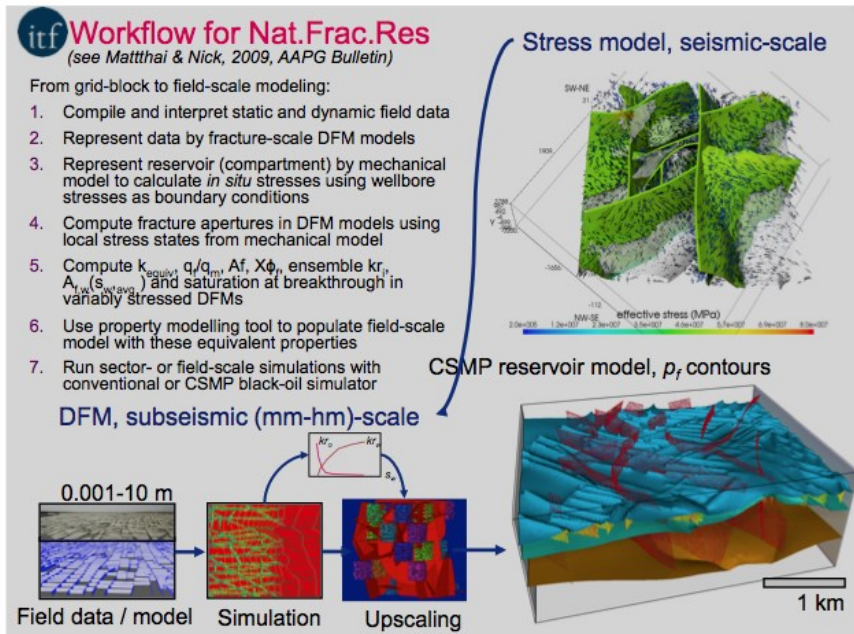 itf
Workflow for Nat.Frac.Res
(see Mattthai & Nick, 2009, AAPG Bulletin)
From grid-block to field-scale modeling:
1. Compile and interpret static and dynamic field data
2. Represent data by fracture-scale DFM models
3. Represent reservoir (compartment) by mechanical
model to calculate in situ stresses using wellbore
stresses as boundary conditions
4. Compute fracture apertures in DFM models using
local stress states from mechanical model
5. Compute kequiv, qf/qm, Af, Xϕf, ensemble kri,
Af,w(sw,avg.) and saturation at breakthrough in
variably stressed DFMs
6. Use property modelling tool to populate field-scale
model with these equivalent properties
7. Run sector- or field-scale simulations with
conventional or CSMP black-oil simulator
Stress model, seismic-scale
SW-NE
NW-SE
effective stress (MPa)
CSMP reservoir model, pf contours
1 km
DFM, subseismic (mm-hm)-scale
kro
0.001-10 m
Field data / model
Simulation
Upscaling